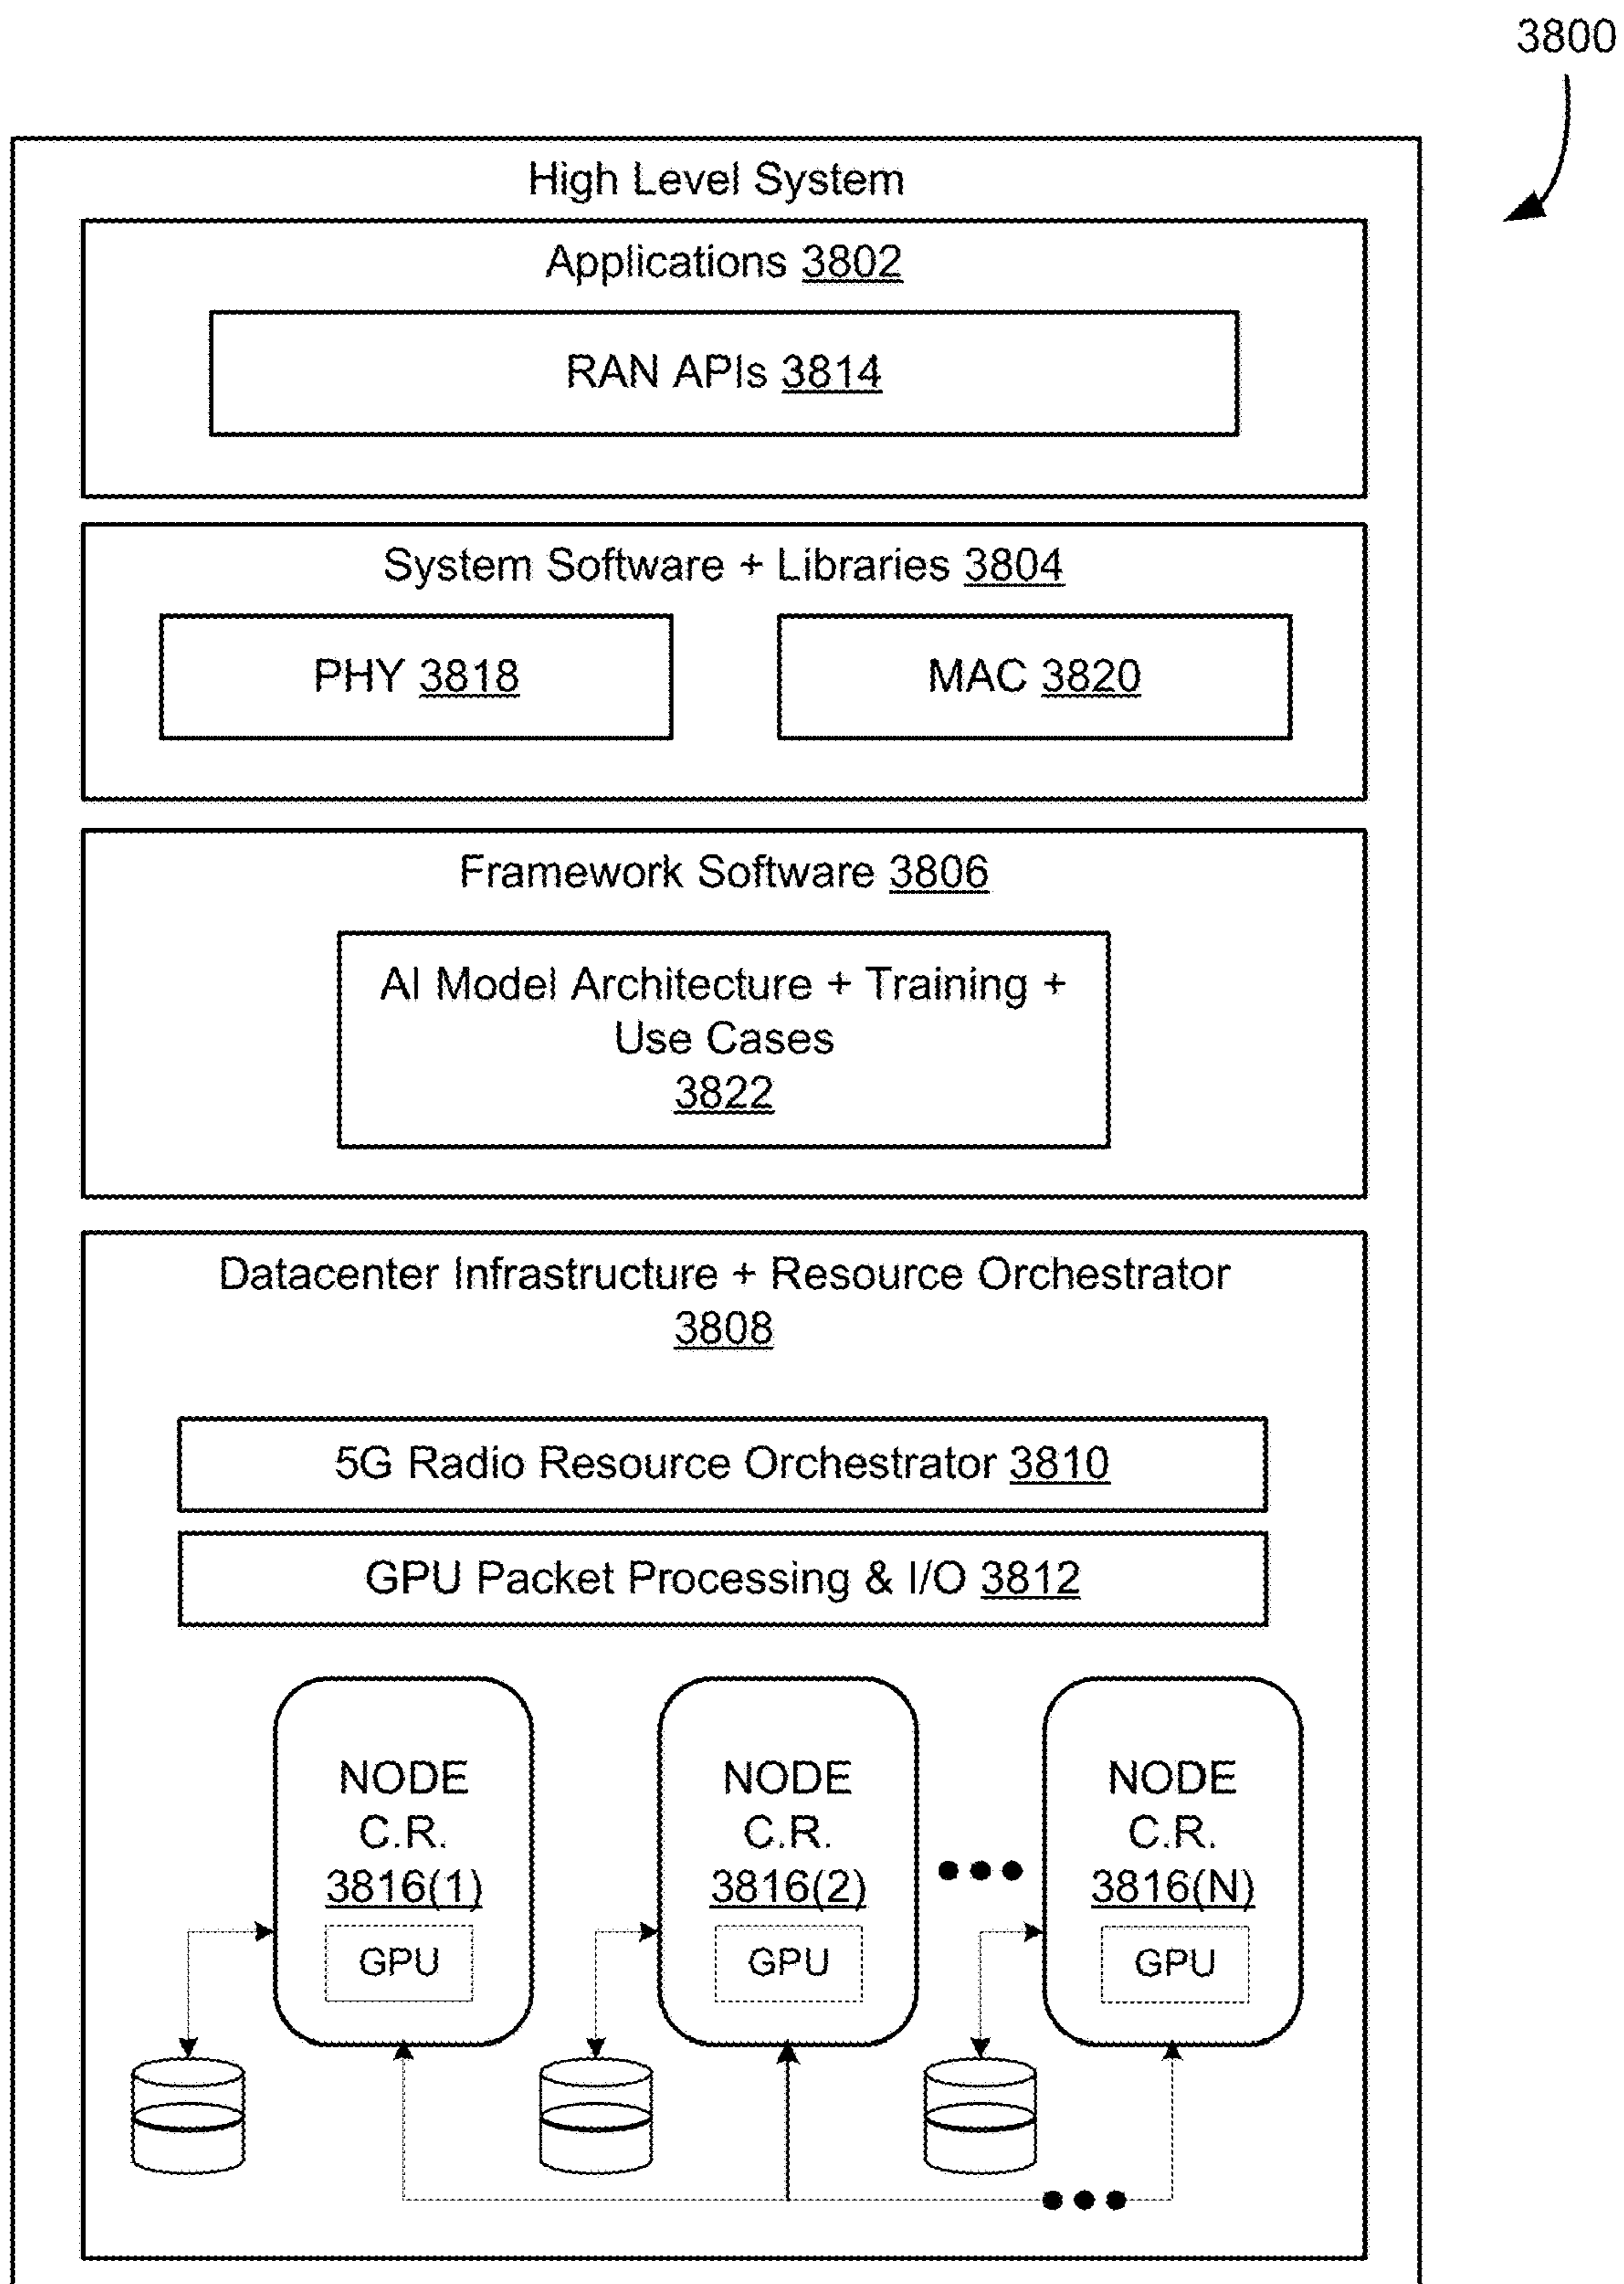 3800
High Level System
Applications 3802
RAN APIs 3814
System Software + Libraries 3804
PHY 3818
MAC 3820
Framework Software 3806
AI Model Architecture + Training +
Use Cases
3822
Datacenter Infrastructure + Resource Orchestrator
3808
5G Radio Resource Orchestrator 3810
GPU Packet Processing & I/O 3812
NODE
C.R.
3816(1)
GPU
NODE
C.R.
3816(2)
GPU
NODE
C.R.
3816(N)
GPU